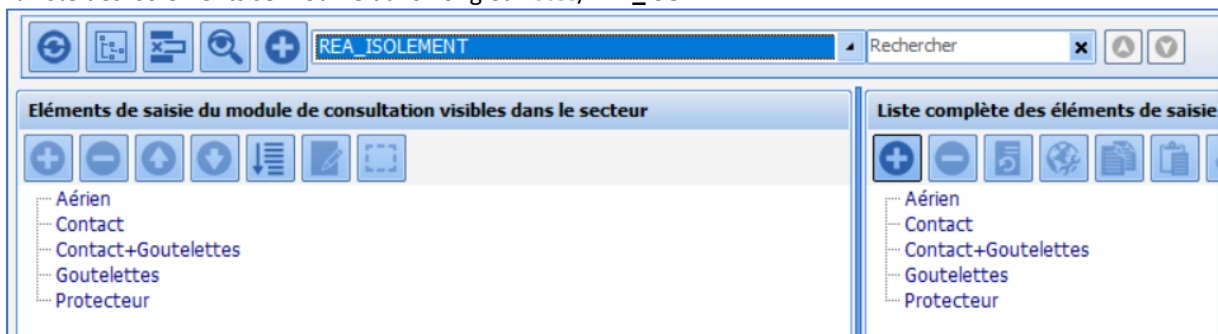 REA_ISOLEMENT
Rechercher
Eléments de saisie du module de consultation visibles dans le secteur
Aérien
Contact
Contact+Goutelettes
Goutelettes
Protecteur
Liste complète des éléments de saisie
Aérien
Contact
Contact+Goutelettes
Goutelettes
Protecteur